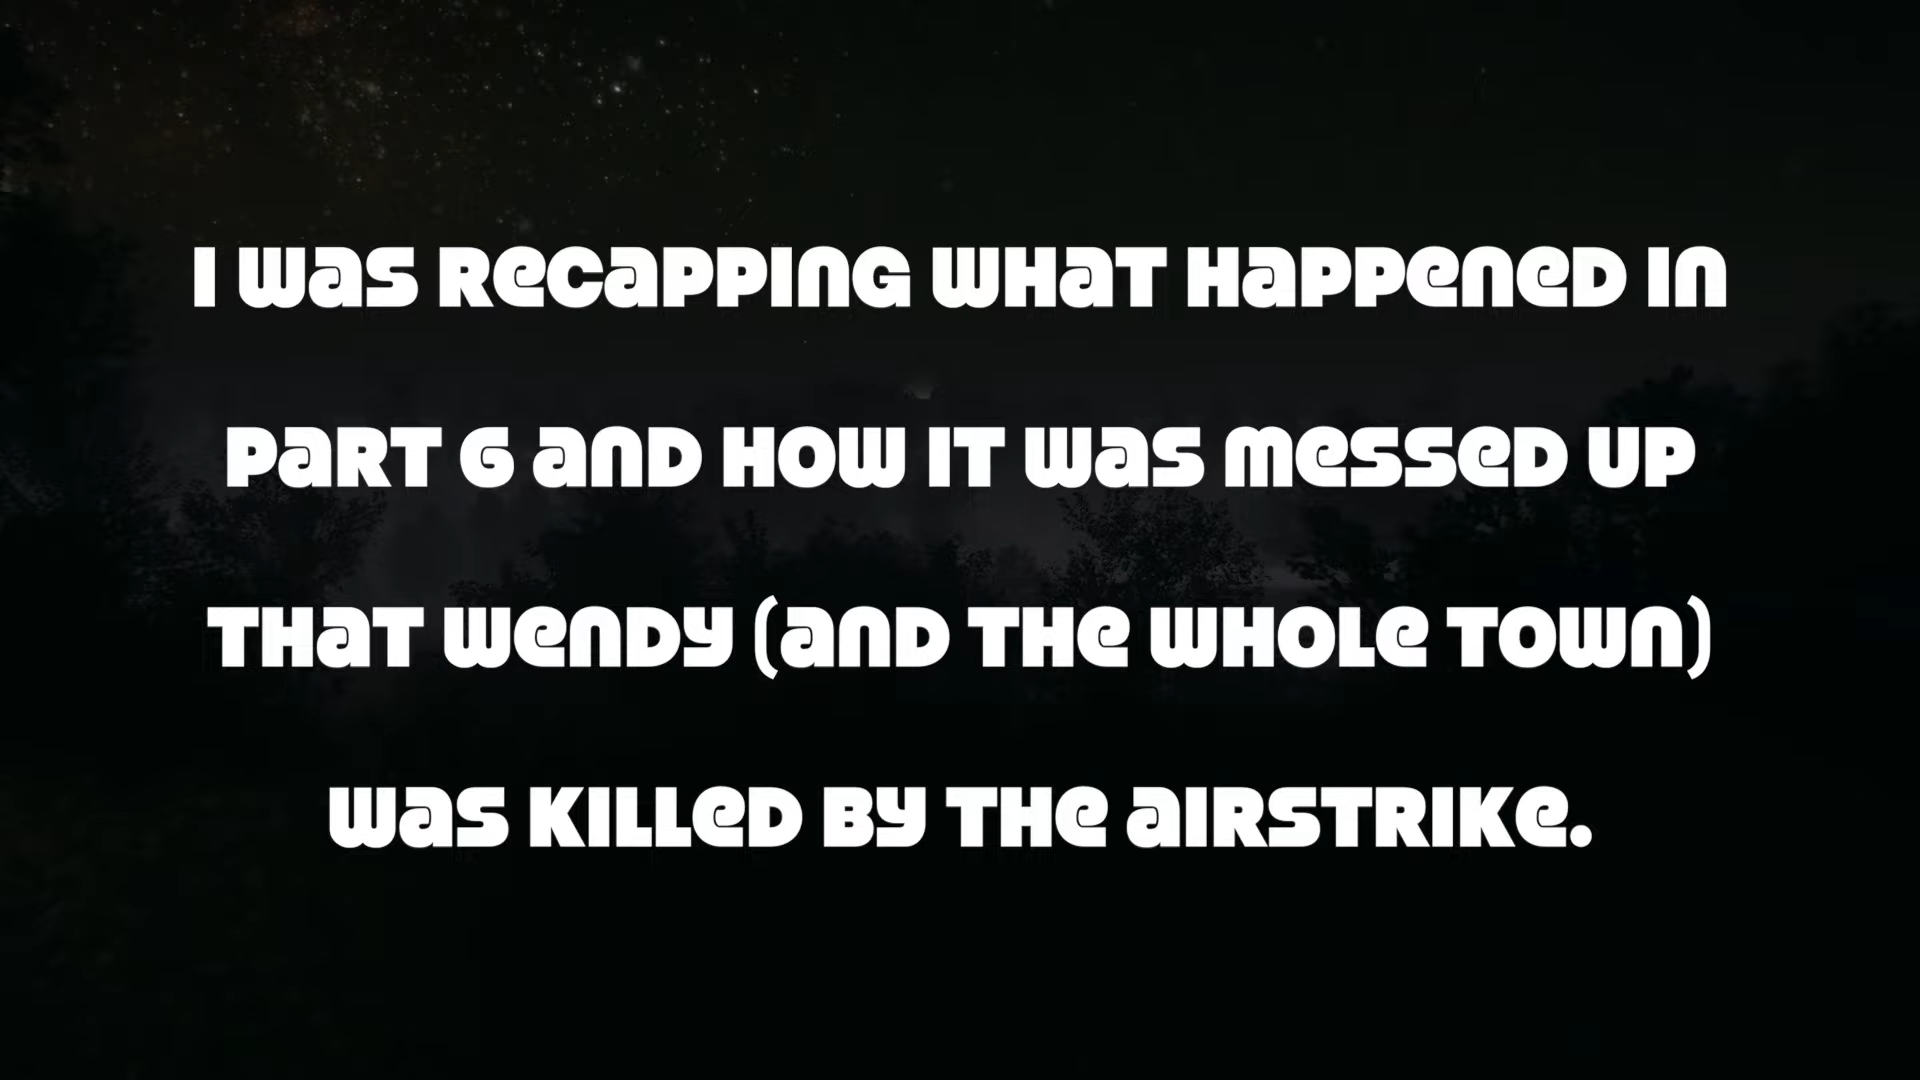 I was recapping what happened in
part 6 and how it was messed up
that Wendy (and the whole town)
was killed by the airstrike.